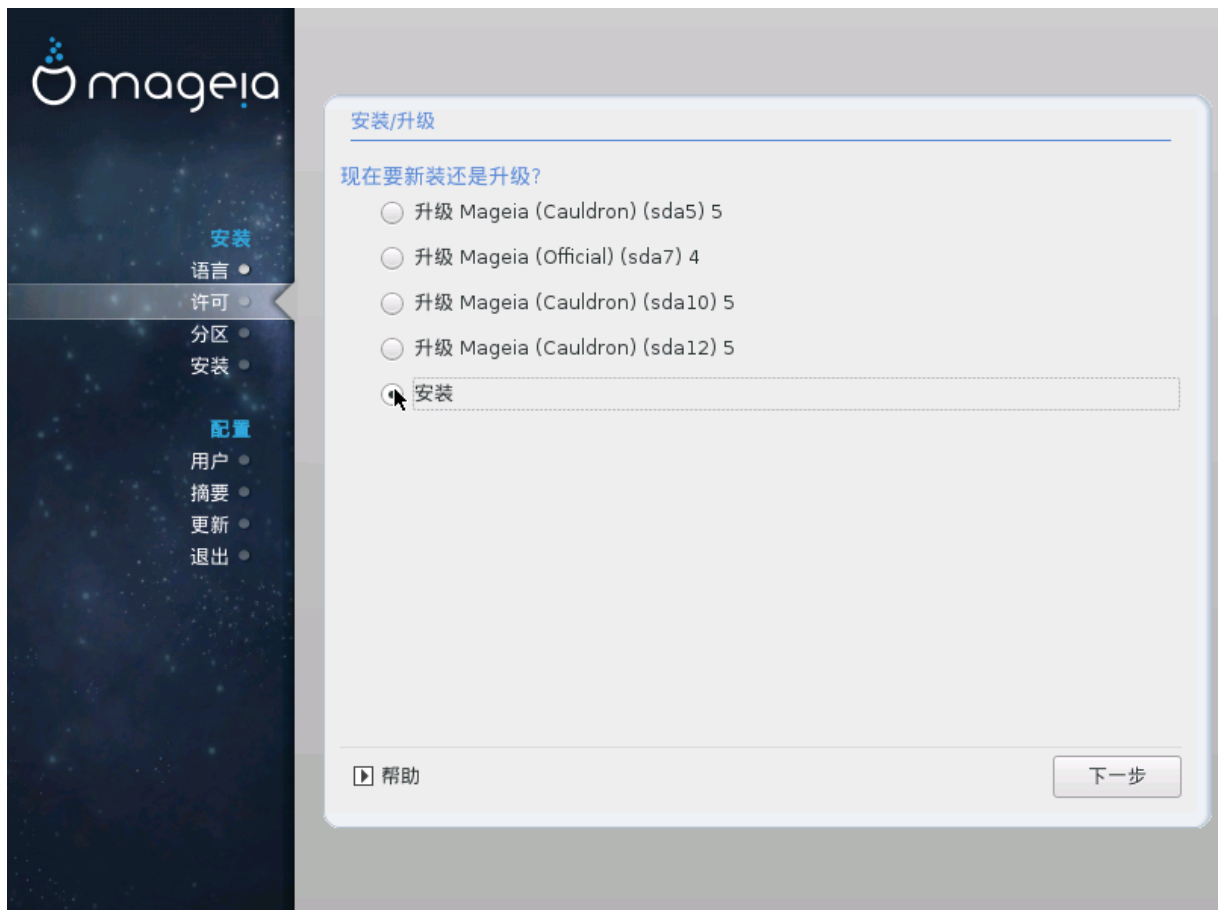 mageia
安装
语言
许可
分区
安装
配置
用户
摘要
更新
退出
安装/升级
现在要新装还是升级?
升级 Mageia (Cauldron) (sda5) 5
升级 Mageia (Official) (sda7) 4
升级 Mageia (Cauldron) (sda10) 5
升级 Mageia (Cauldron) (sda12) 5
安装
帮助
下一步